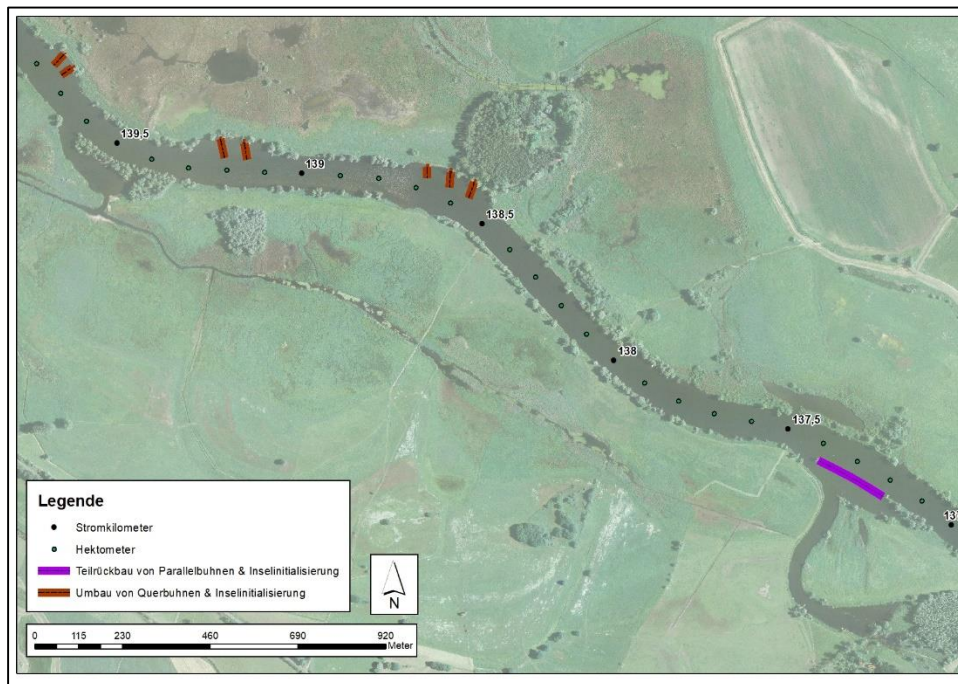 139,5
139
138,5
138
137,5
137
Legende
Stromkilometer
Hektometer
Teilrückbau von Parallelbuhnen & Inselinitialisierung
Umbau von Querbuhnen & Inselinitialisierung
N
0 115 230 460 690 920
Meter